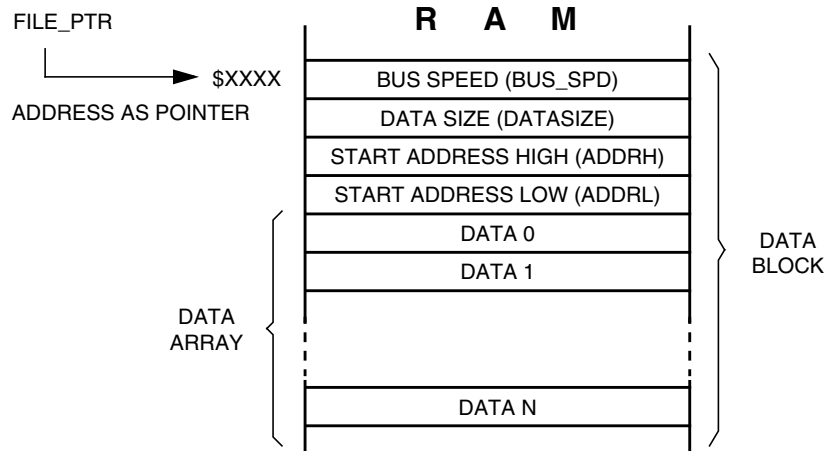 R A M
FILE_PTR
$XXXX
ADDRESS AS POINTER
BUS SPEED (BUS_SPD)
DATA SIZE (DATASIZE)
START ADDRESS HIGH (ADDRH)
START ADDRESS LOW (ADDRL)
DATA 0
DATA 1
DATA N
DATA
ARRAY
DATA
BLOCK